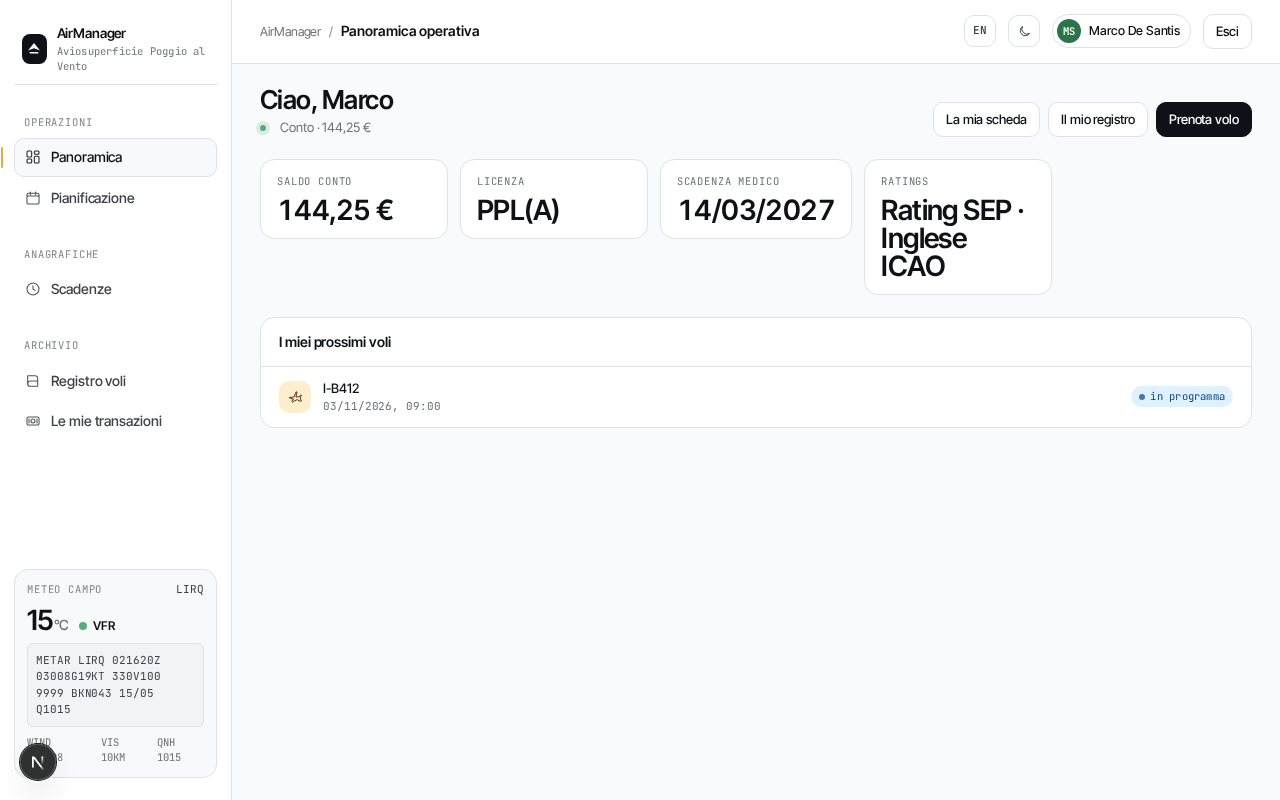 AirManager
Aviosuperficie Poggio al
Vento
OPERAZIONI
Panoramica
Pianificazione
ANAGRAFICHE
Scadenze
ARCHIVIO
Registro voli
Le mie transazioni
METEO CAMPO LIRQ
15°C VFR
METAR LIRQ 021620Z
03008G19KT 330V100
9999 BKN043 15/05
Q1015
WIND VIS QNH
8 10KM 1015
N
AirManager / Panoramica operativa
EN
MS Marco De Santis
Esci
Ciao, Marco
Conto · 144,25 €
La mia scheda
Il mio registro
Prenota volo
SALDO CONTO
144,25 €
LICENZA
PPL(A)
SCADENZA MEDICO
14/03/2027
RATINGS
Rating SEP ·
Inglese
ICAO
I miei prossimi voli
I-B412
03/11/2026, 09:00
in programma